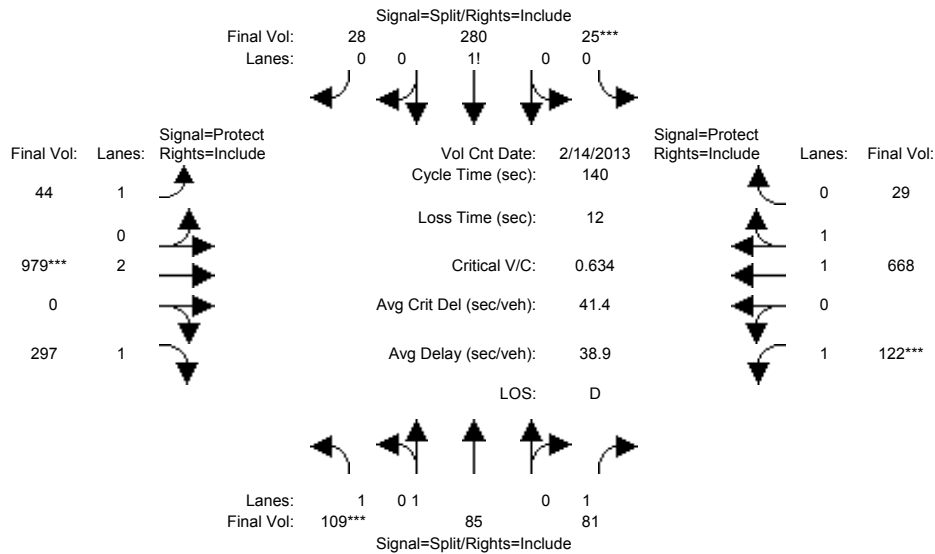 Signal=Split/Rights=Include
Final Vol: 28 280 25***
Lanes: 0 0 1! 0 0
Signal=Protect Signal=Protect
Final Vol: Lanes: Rights=Include Vol Cnt Date: 2/14/2013 Rights=Include Lanes: Final Vol:
Cycle Time (sec): 140
44 1 0 29
Loss Time (sec): 12
0 1
979*** 2 Critical V/C: 0.634 1 668
0 Avg Crit Del (sec/veh): 41.4 0
297 1 Avg Delay (sec/veh): 38.9 1 122***
LOS: D
Lanes: 1 0 1 0 1
Final Vol: 109*** 85 81
Signal=Split/Rights=Include